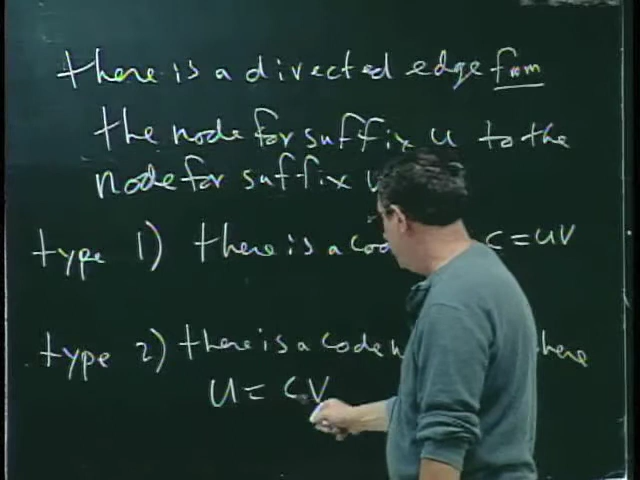 there is a directed edge from
the node for suffix u to the
node for suffix
type 1) there is a code c = uv
type 2) there is a code where
u = cv